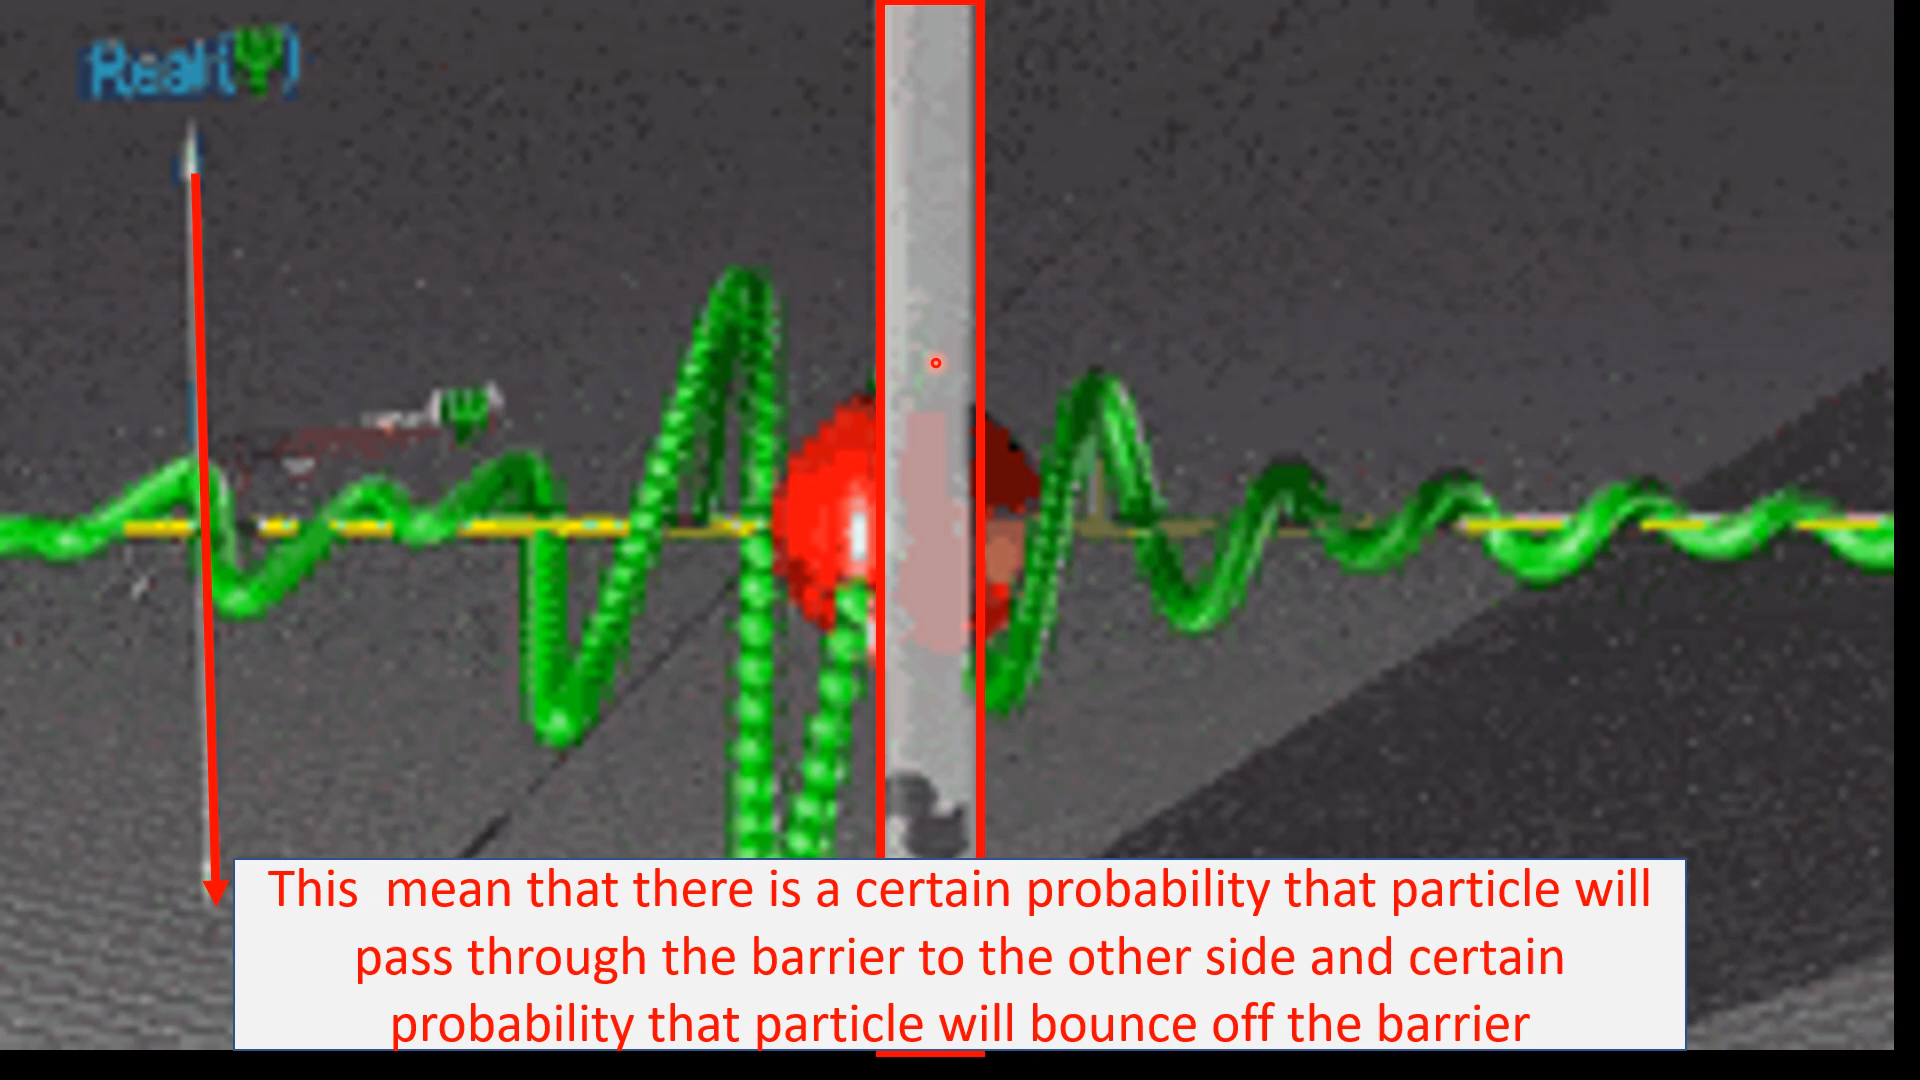 Real(Ψ)
Ψ
This  mean that there is a certain probability that particle will
pass through the barrier to the other side and certain
probability that particle will bounce off the barrier